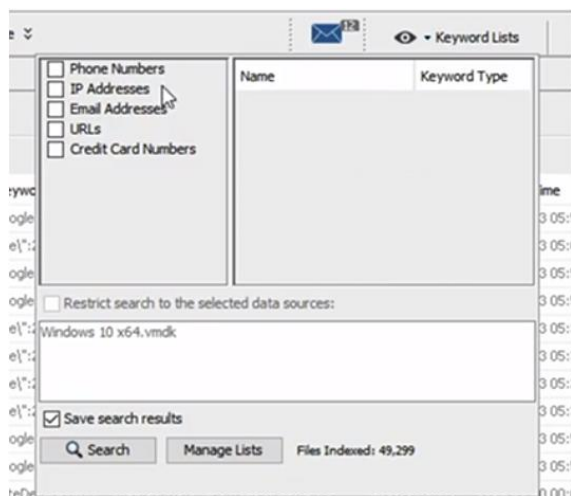 Keyword Lists
Phone Numbers
IP Addresses
Email Addresses
URLs
Credit Card Numbers
Name Keyword Type
Restrict search to the selected data sources:
Windows 10 x64.vmdk
Save search results
Search Manage Lists Files Indexed: 49,299